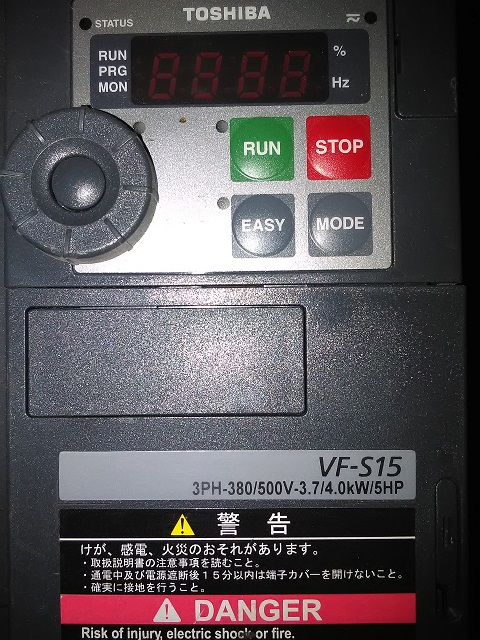 TOSHIBA
STATUS
RUN
PRG
MON
%
Hz
RUN
STOP
EASY
MODE
VF-S15
3PH-380/500V-3.7/4.0kW/5HP
警告
けが、感電、火災のおそれがあります。
・取扱説明書の注意事項を読むこと。
・通電中及び電源遮断後15分以内は端子カバーを開けないこと。
・確実に接地を行うこと。
DANGER
Risk of injury, electric shock or fire.